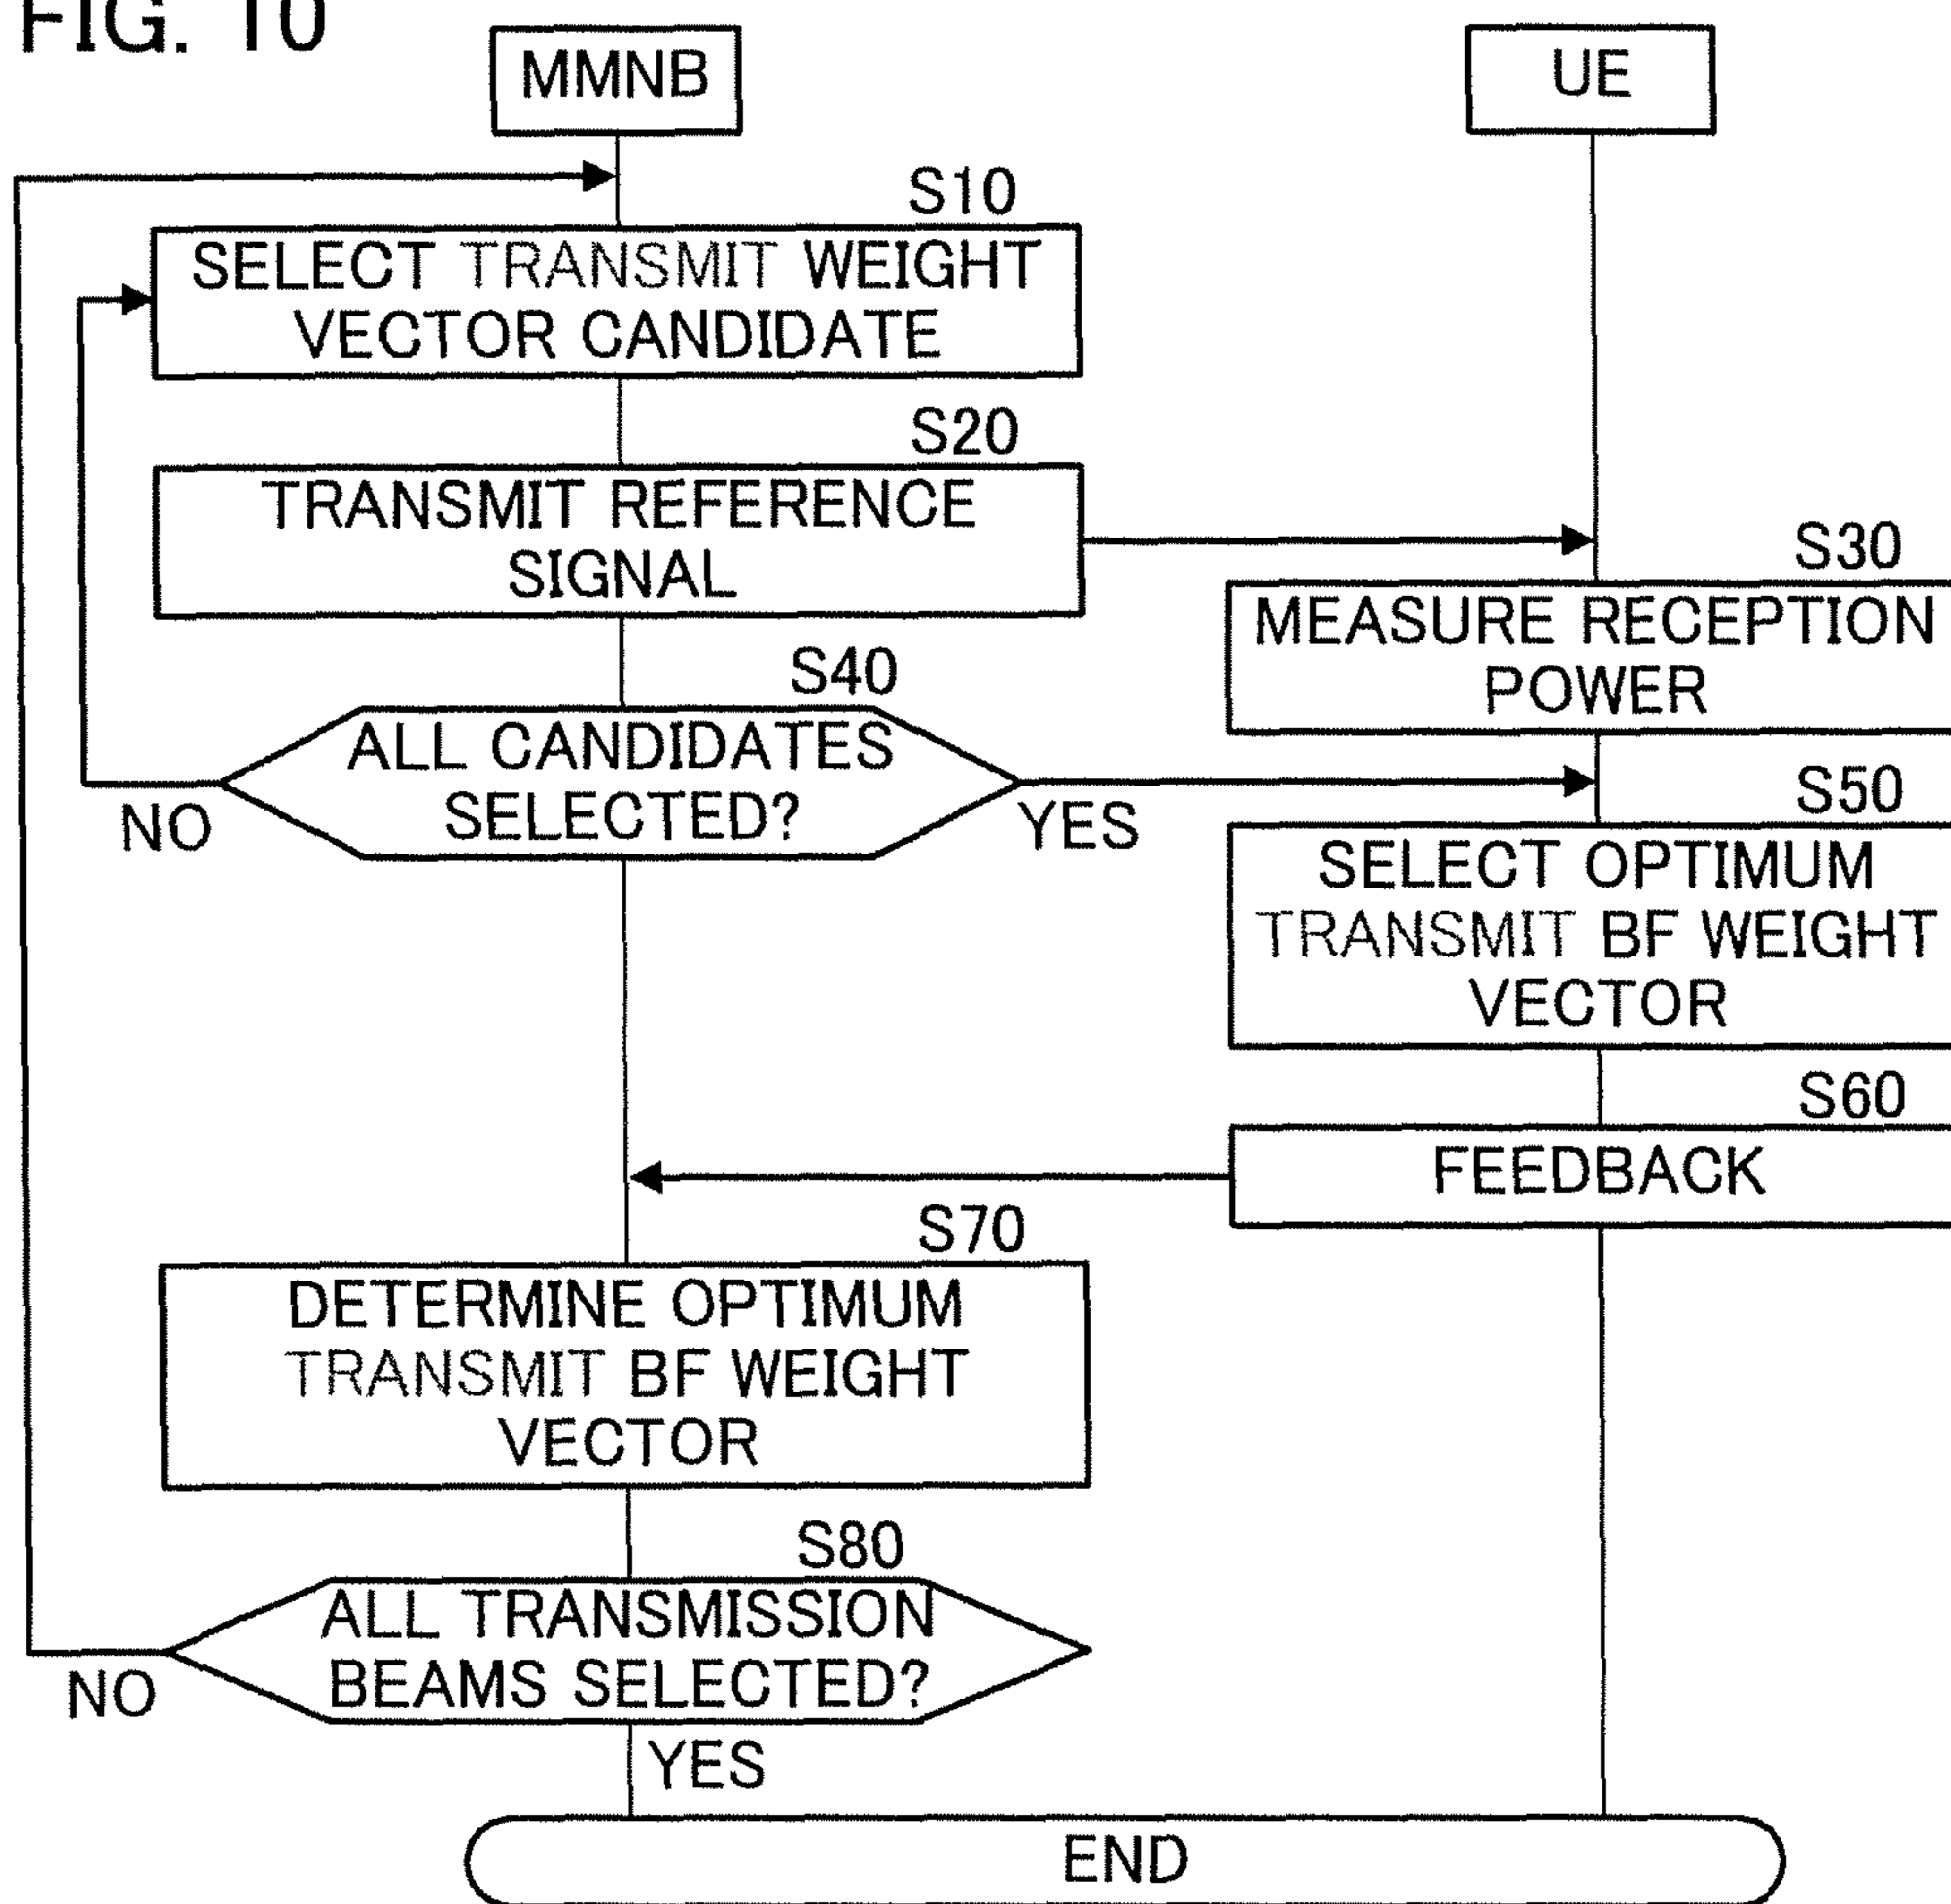 FIG. 10
MMNB
UE
S10
SELECT TRANSMIT WEIGHT
VECTOR CANDIDATE
S20
TRANSMIT REFERENCE
SIGNAL
S30
MEASURE RECEPTION
POWER
S40
ALL CANDIDATES
SELECTED?
NO
YES
S50
SELECT OPTIMUM
TRANSMIT BF WEIGHT
VECTOR
S60
FEEDBACK
S70
DETERMINE OPTIMUM
TRANSMIT BF WEIGHT
VECTOR
S80
ALL TRANSMISSION
BEAMS SELECTED?
NO
YES
END